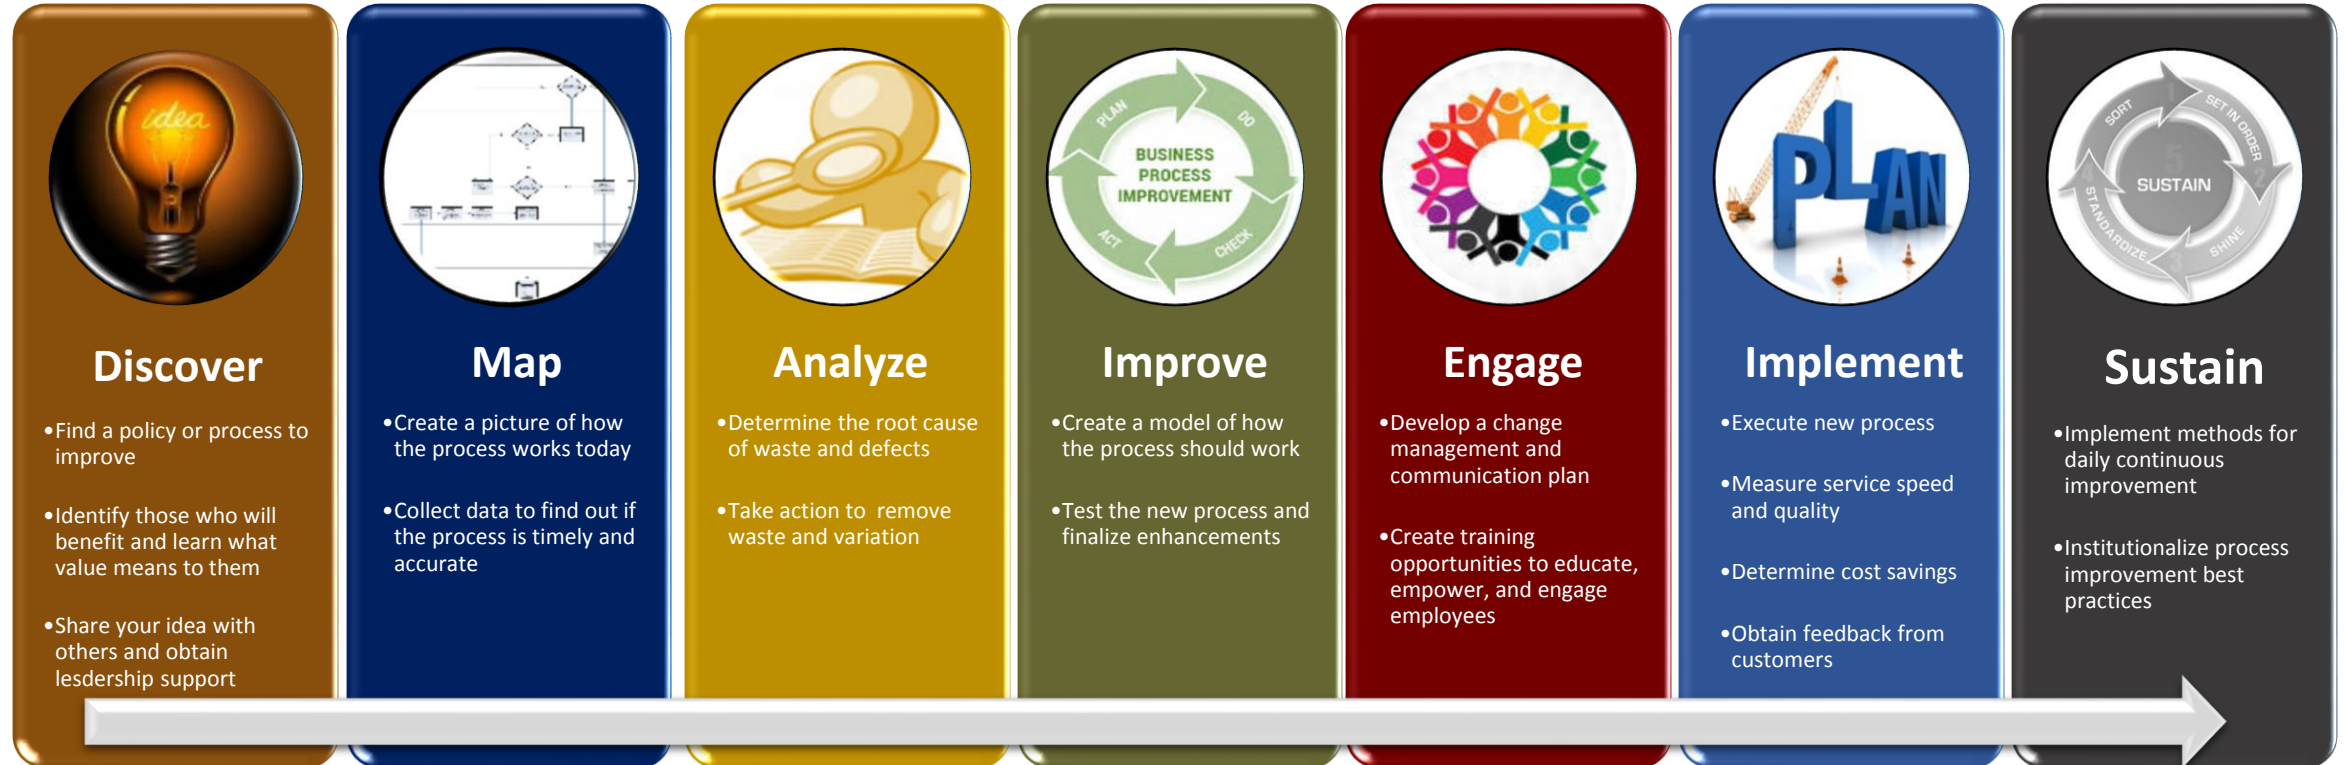 idea
Discover
•Find a policy or process to
improve
•Identify those who will
benefit and learn what
value means to them
•Share your idea with
others and obtain
lesdership support
Map
•Create a picture of how
the process works today
•Collect data to find out if
the process is timely and
accurate
Analyze
•Determine the root cause
of waste and defects
•Take action to  remove
waste and variation
PLAN
DO
CHECK
ACT
BUSINESS
PROCESS
IMPROVEMENT
Improve
•Create a model of how
the process should work
•Test the new process and
finalize enhancements
Engage
•Develop a change
management and
communication plan
•Create training
opportunities to educate,
empower, and engage
employees
PLAN
Implement
•Execute new process
•Measure service speed
and quality
•Determine cost savings
•Obtain feedback from
customers
1
SORT
SET IN ORDER
2
SHINE
3
STANDARDIZE
4
5
SUSTAIN
Sustain
•Implement methods for
daily continuous
improvement
•Institutionalize process
improvement best
practices